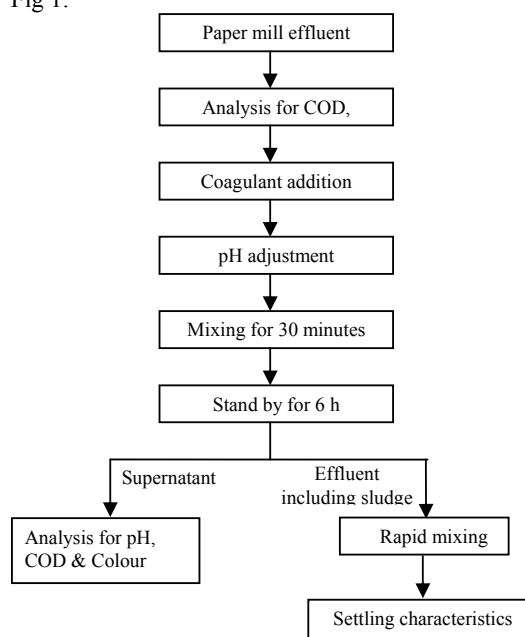 Fig 1.
Paper mill effluent
Analysis for COD,
Coagulant addition
pH adjustment
Mixing for 30 minutes
Stand by for 6 h
Supernatant
Effluent
including sludge
Analysis for pH,
COD & Colour
Rapid mixing
Settling characteristics